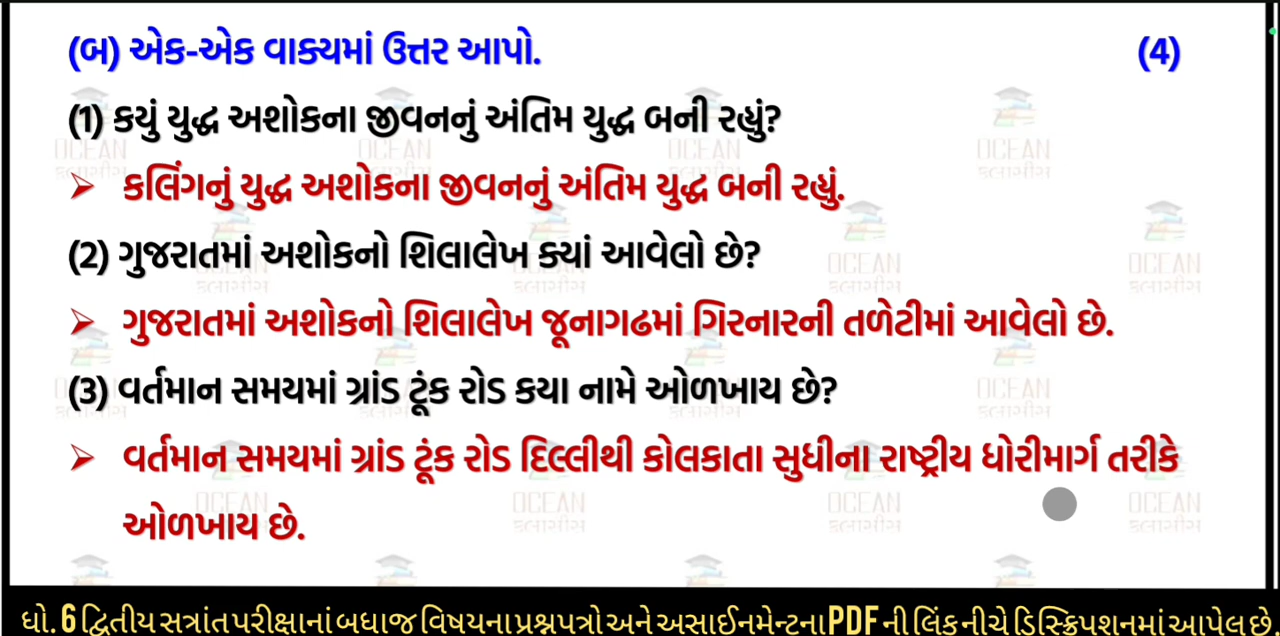 (બ) એક-એક વાક્યમાં ઉત્તર આપો. (4)
(1) કયું યુદ્ધ અશોકના જીવનનું અંતિમ યુદ્ધ બની રહ્યું?
➢ કલિંગનું યુદ્ધ અશોકના જીવનનું અંતિમ યુદ્ધ બની રહ્યું.
(2) ગુજરાતમાં અશોકનો શિલાલેખ ક્યાં આવેલો છે?
➢ ગુજરાતમાં અશોકનો શિલાલેખ જૂનાગઢમાં ગિરનારની તળેટીમાં આવેલો છે.
(3) વર્તમાન સમયમાં ગ્રાંડ ટ્રંક રોડ કયા નામે ઓળખાય છે?
➢ વર્તમાન સમયમાં ગ્રાંડ ટ્રંક રોડ દિલ્લીથી કોલકાતા સુધીના રાષ્ટ્રીય ધોરીમાર્ગ તરીકે
ઓળખાય છે.
ધો. 6 દ્વિતીય સત્રાંત પરીક્ષાનાં બધા જ વિષયના પ્રશ્નપત્રો અને અસાઈનમેન્ટના PDF ની લિંક નીચે ડિસ્ક્રિપશનમાં આપેલ છે